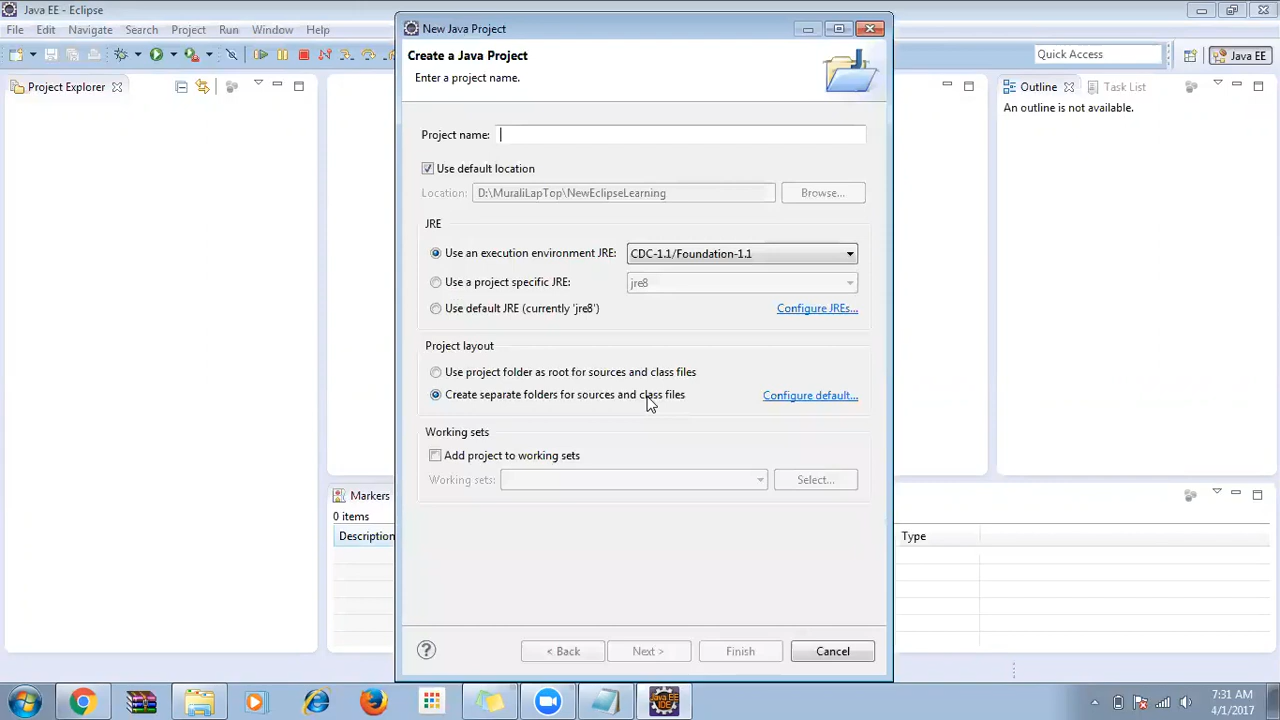 Java EE - Eclipse
New Java Project
File Edit Navigate Search Project Run Window Help
Create a Java Project
Enter a project name.
Quick Access
Java EE
Project Explorer
Outline
Task List
An outline is not available.
Project name:
Use default location
Location: D:\MuraliLapTop\NewEclipseLearning Browse...
JRE
Use an execution environment JRE: CDC-1.1/Foundation-1.1
Use a project specific JRE: jre8
Use default JRE (currently 'jre8') Configure JREs...
Project layout
Use project folder as root for sources and class files
Create separate folders for sources and class files Configure default...
Working sets
Add project to working sets
Working sets: Select...
Markers
0 items
Description
Type
? < Back Next > Finish Cancel
Java EE
IDE
7:31 AM
4/1/2017